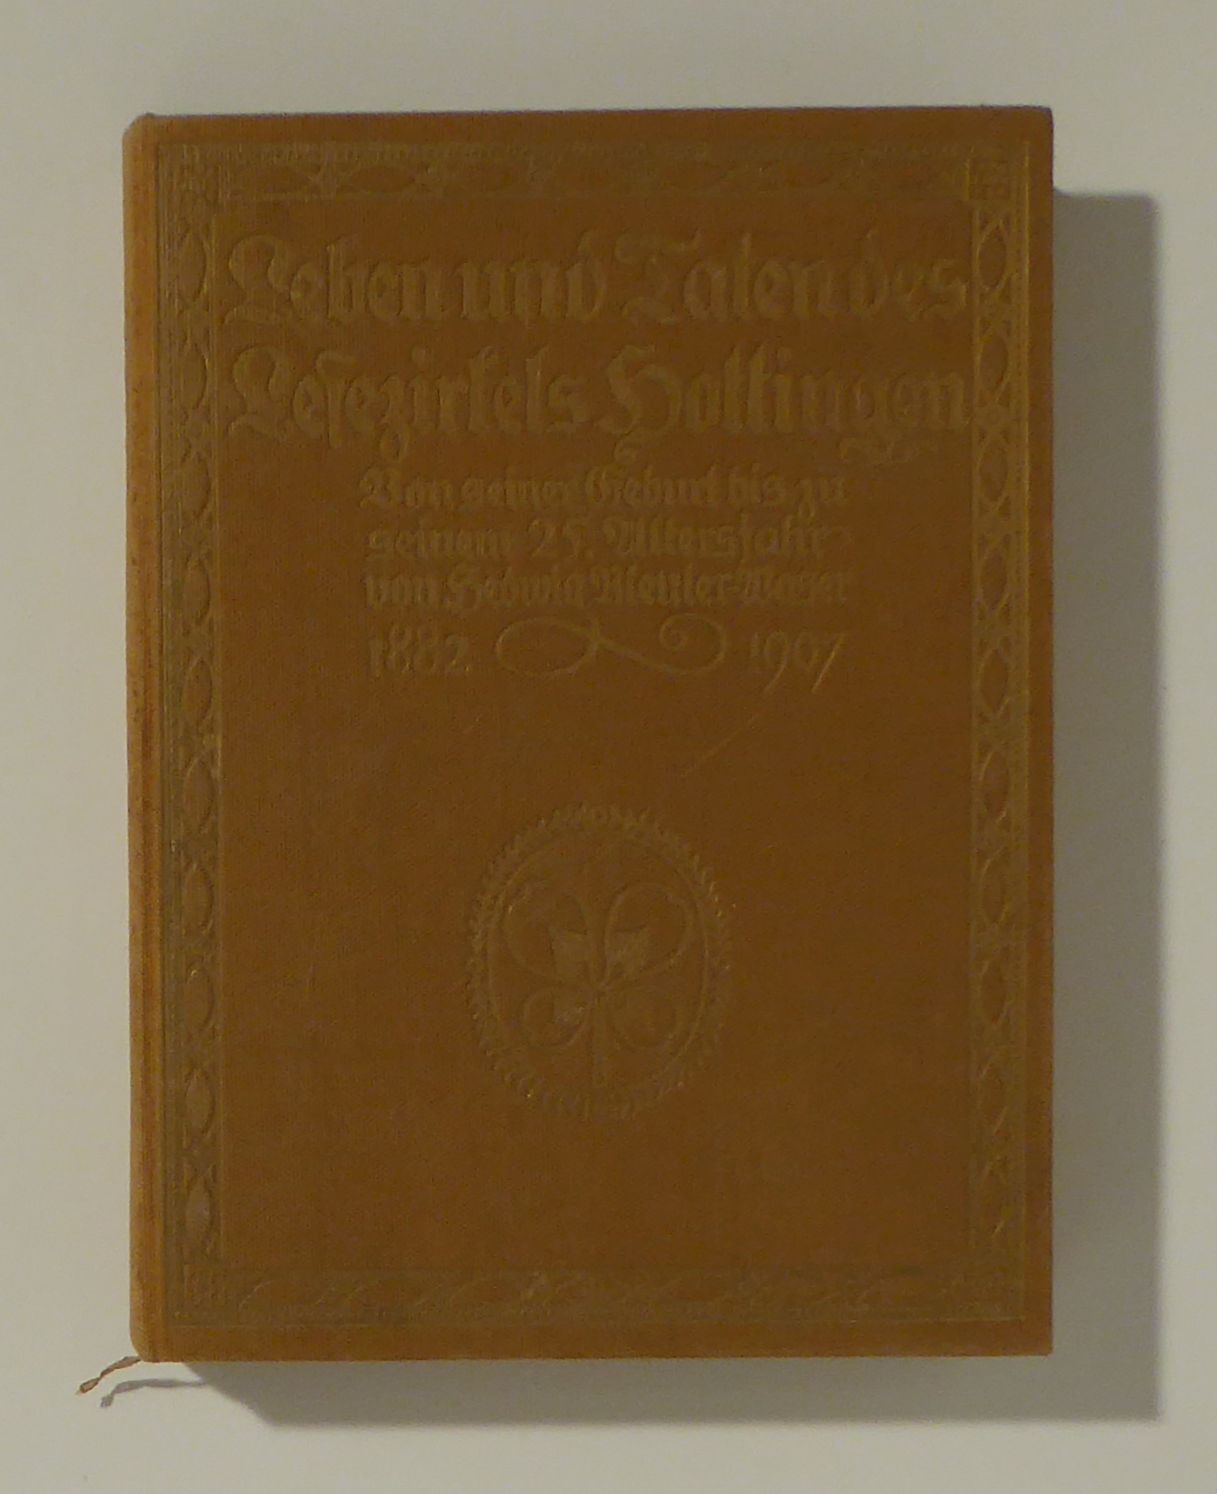 Leben und Taten des
Lesezirkels Hottingen
Von seiner Geburt bis zu
seinem 25. Altersjahr
von Hedwig Bleuler-Waser
1882 1907